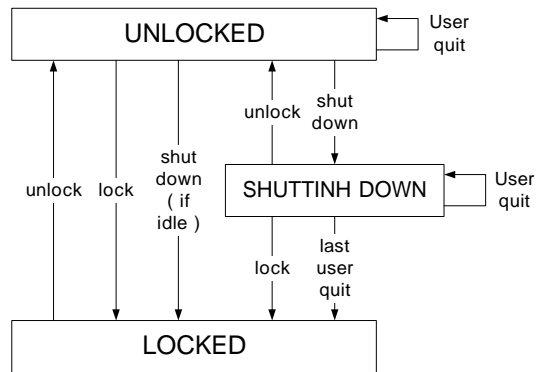 UNLOCKED
User
quit
unlock
lock
shut
down
( if
idle )
unlock
shut
down
SHUTTINH DOWN
User
quit
lock
last
user
quit
LOCKED